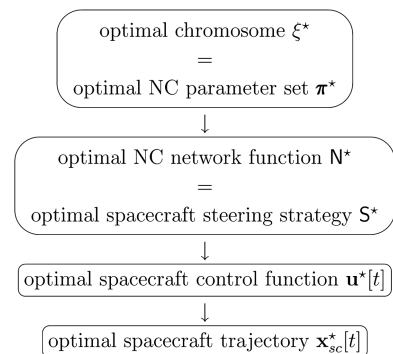 optimal chromosome ξ⋆
=
optimal NC parameter set π⋆
↓
optimal NC network function N⋆
=
optimal spacecraft steering strategy S⋆
↓
optimal spacecraft control function u⋆[t]
↓
optimal spacecraft trajectory x⋆sc[t]